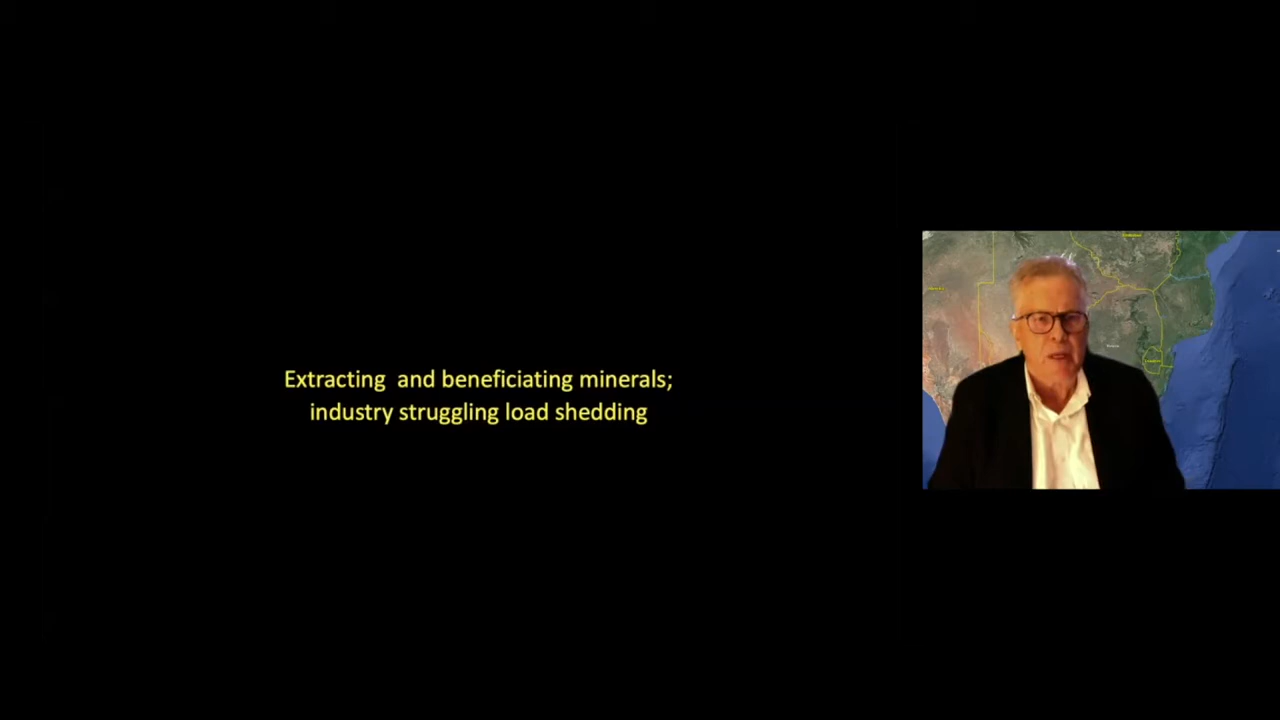 Extracting  and beneficiating minerals;
industry struggling load shedding